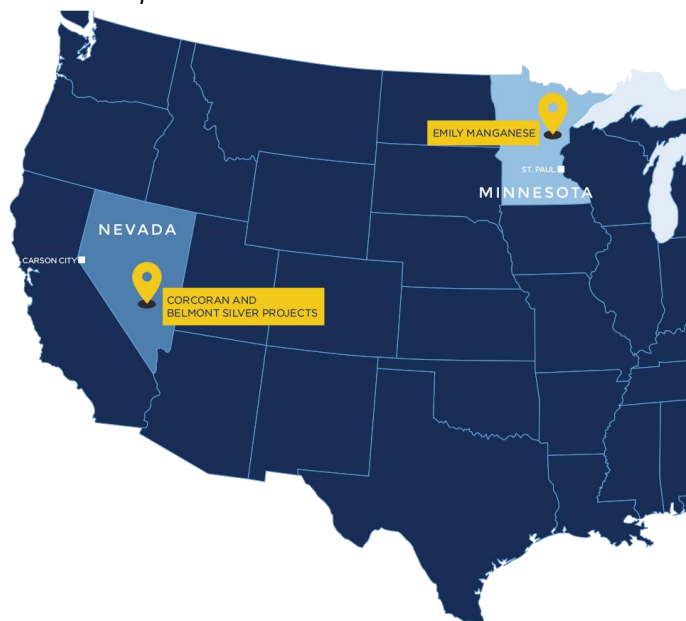 EMILY MANGANESE
ST. PAUL
MINNESOTA
NEVADA
CARSON CITY
CORCORAN AND
BELMONT SILVER PROJECTS